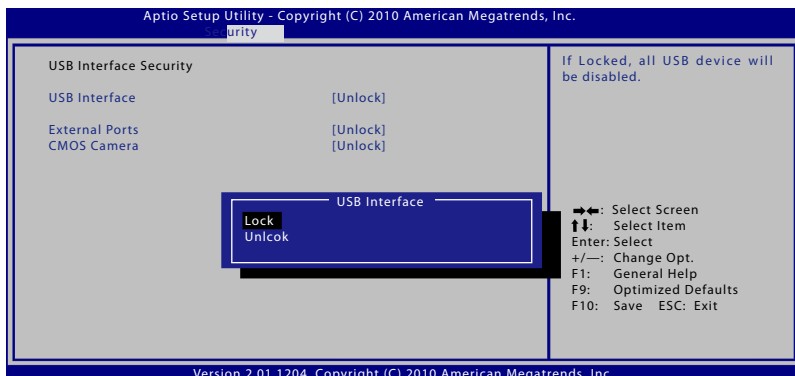 Aptio Setup Utility - Copyright (C) 2010 American Megatrends, Inc.
Security
USB Interface Security
USB Interface [Unlock]
External Ports [Unlock]
CMOS Camera [Unlock]
If Locked, all USB device will
be disabled.
USB Interface
Lock
Unlcok
→←: Select Screen
↑↓: Select Item
Enter: Select
+/—: Change Opt.
F1: General Help
F9: Optimized Defaults
F10: Save ESC: Exit
Version 2.01.1204. Copyright (C) 2010 American Megatrends, Inc.